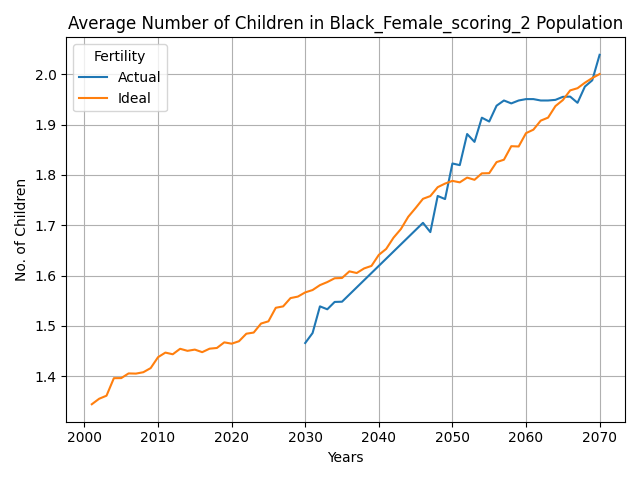 Average Number of Children in Black_Female_scoring_2 Population
Fertility
Actual
Ideal
No. of Children
2.0
1.9
1.8
1.7
1.6
1.5
1.4
2000 2010 2020 2030 2040 2050 2060 2070
Years